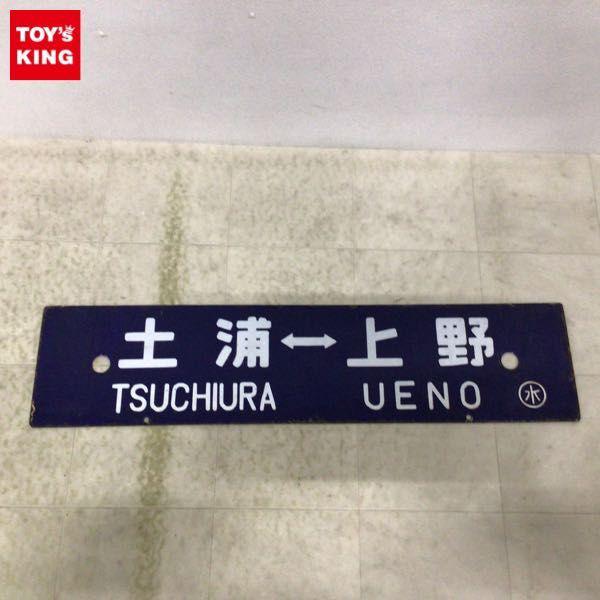 TOY's
KING
土浦↔上野
TSUCHIURA UENO ㊌